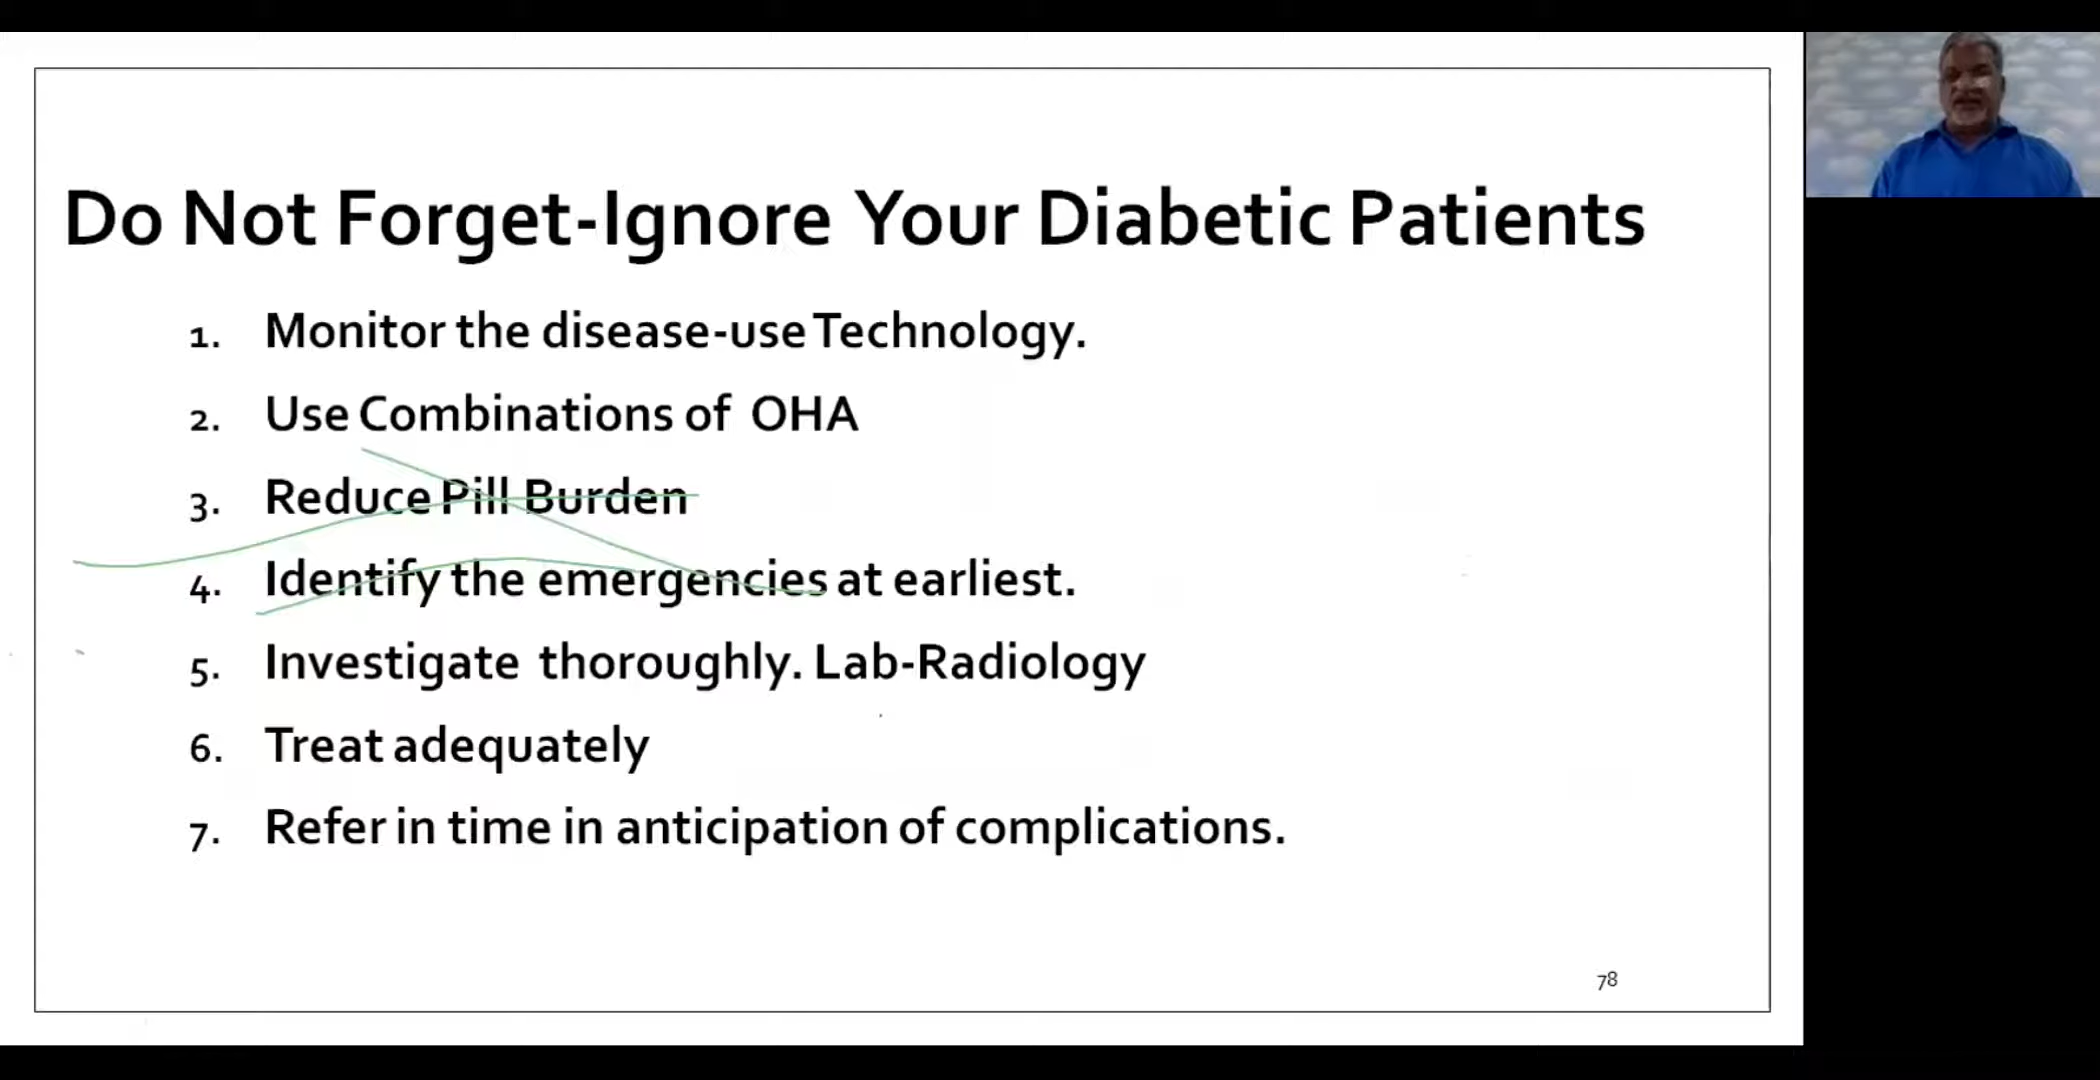 Do Not Forget-Ignore Your Diabetic Patients
1. Monitor the disease-use Technology.
2. Use Combinations of OHA
3. Reduce Pill Burden
4. Identify the emergencies at earliest.
5. Investigate thoroughly. Lab-Radiology
6. Treat adequately
7. Refer in time in anticipation of complications.
78